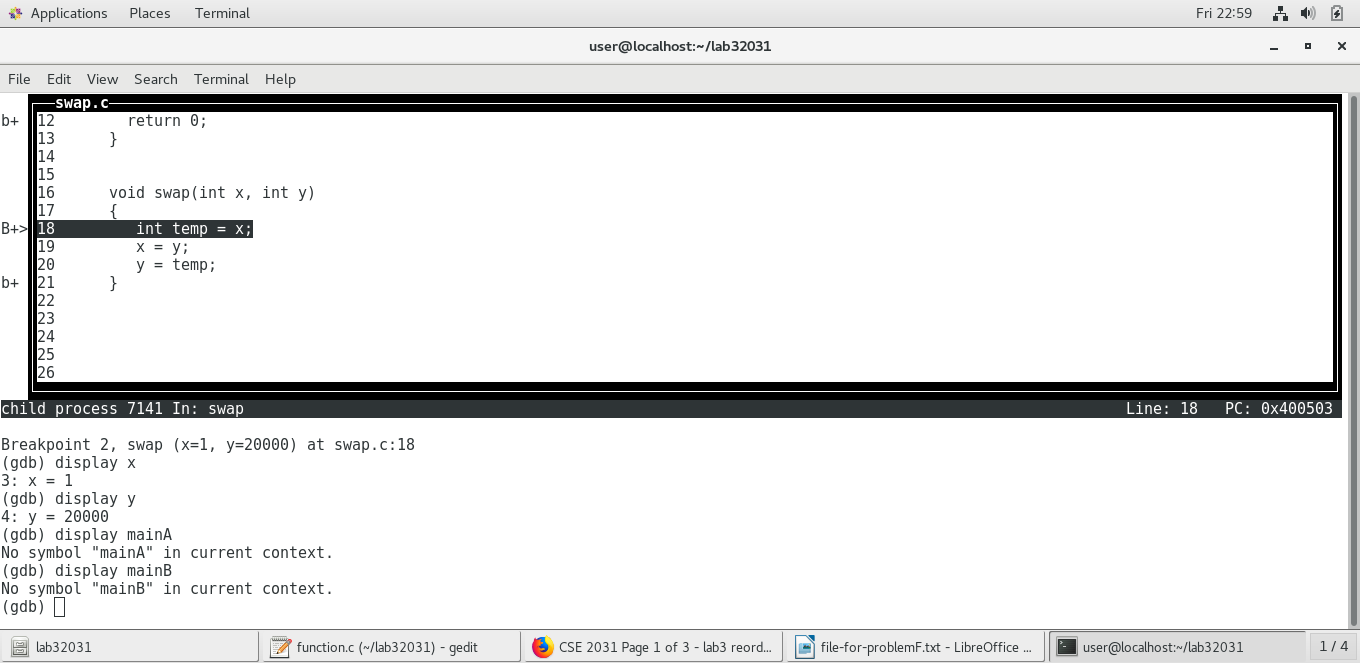 Applications Places Terminal Fri 22:59
user@localhost:~/lab32031
File Edit View Search Terminal Help
swap.c
b+ 12 return 0;
13 }
14
15
16 void swap(int x, int y)
17 {
B+> 18 int temp = x;
19 x = y;
20 y = temp;
b+ 21 }
22
23
24
25
26
child process 7141 In: swap Line: 18 PC: 0x400503
Breakpoint 2, swap (x=1, y=20000) at swap.c:18
(gdb) display x
3: x = 1
(gdb) display y
4: y = 20000
(gdb) display mainA
No symbol "mainA" in current context.
(gdb) display mainB
No symbol "mainB" in current context.
(gdb)
lab32031 function.c (~/lab32031) - gedit CSE 2031 Page 1 of 3 - lab3 reord... file-for-problemF.txt - LibreOffice ... user@localhost:~/lab32031 1 / 4